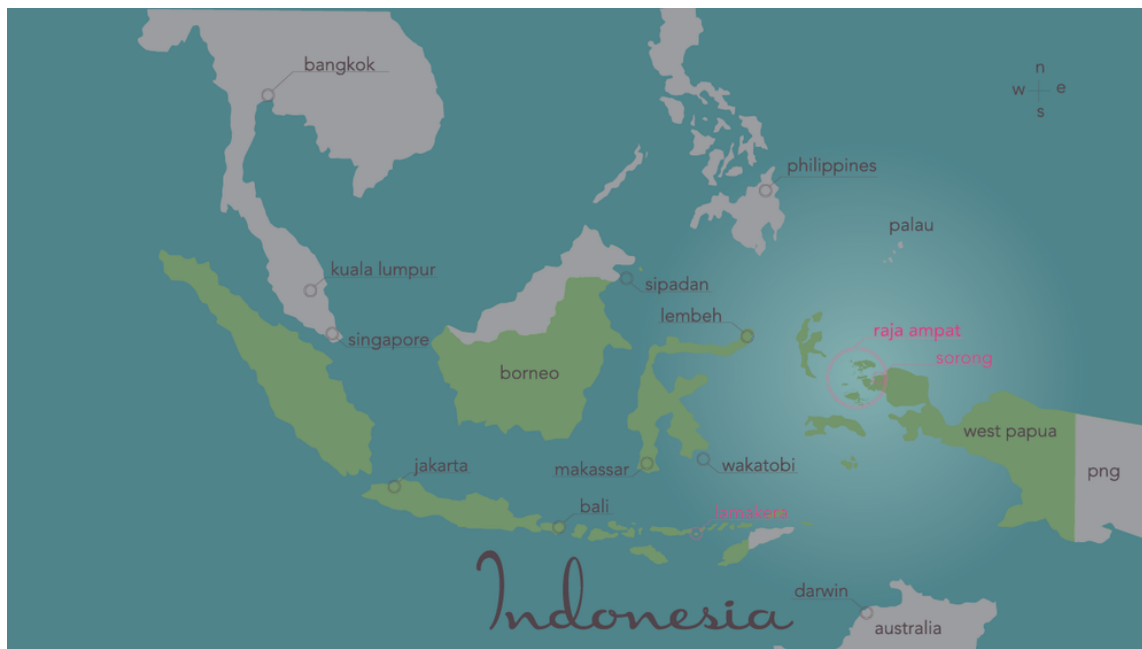 bangkok
n
w e
s
philippines
palau
kuala lumpur
sipadan
lembeh
raja ampat
singapore
sorong
borneo
west papua
jakarta
makassar
wakatobi
png
bali
lamakera
Indonesia
darwin
australia